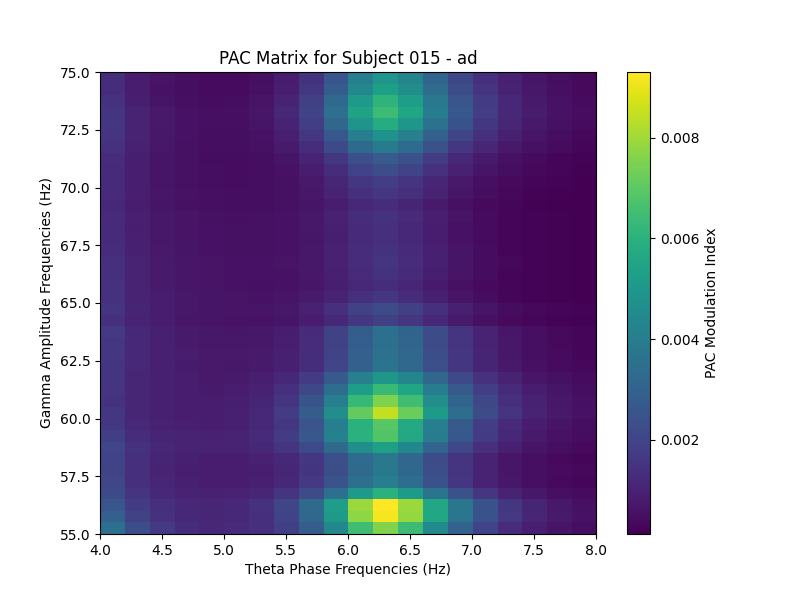 PAC Matrix for Subject 015 - ad
75.0
72.5
70.0
67.5
65.0
62.5
60.0
57.5
55.0
Gamma Amplitude Frequencies (Hz)
4.0 4.5 5.0 5.5 6.0 6.5 7.0 7.5 8.0
Theta Phase Frequencies (Hz)
0.008
0.006
0.004
0.002
PAC Modulation Index